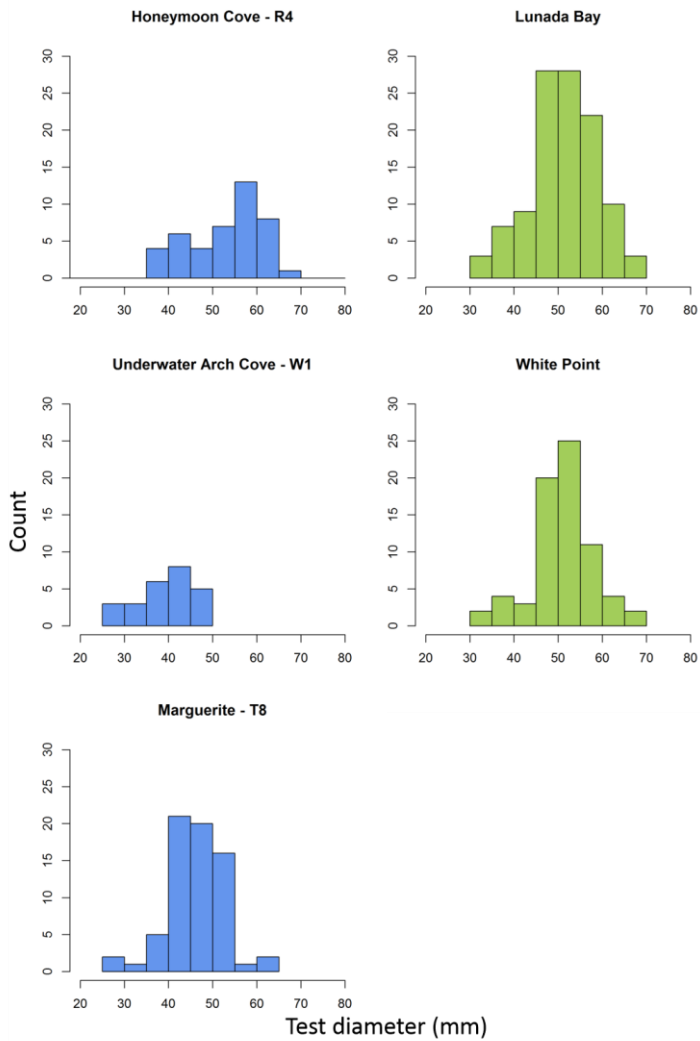 Honeymoon Cove - R4
Lunada Bay
30
25
20
15
10
5
0
20 30 40 50 60 70 80
30
25
20
15
10
5
0
20 30 40 50 60 70 80
Underwater Arch Cove - W1
White Point
30
25
20
15
10
5
0
20 30 40 50 60 70 80
30
25
20
15
10
5
0
20 30 40 50 60 70 80
Count
Marguerite - T8
30
25
20
15
10
5
0
20 30 40 50 60 70 80
Test diameter (mm)